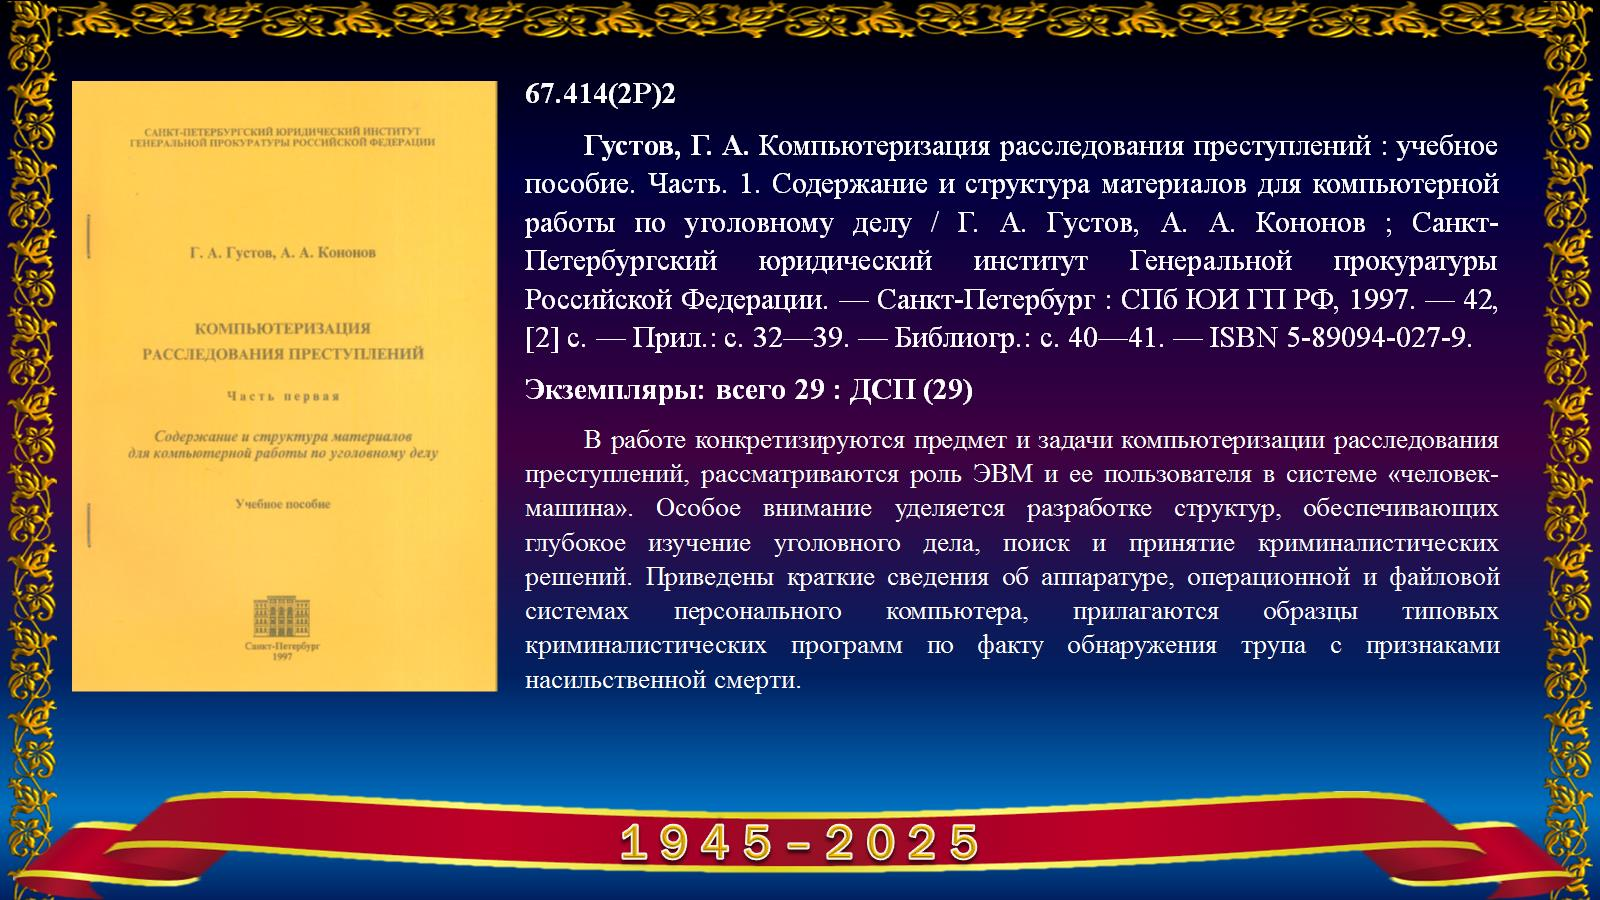 САНКТ-ПЕТЕРБУРГСКИЙ ЮРИДИЧЕСКИЙ ИНСТИТУТ
ГЕНЕРАЛЬНОЙ ПРОКУРАТУРЫ РОССИЙСКОЙ ФЕДЕРАЦИИ
Г. А. Густов, А. А. Кононов
КОМПЬЮТЕРИЗАЦИЯ
РАССЛЕДОВАНИЯ ПРЕСТУПЛЕНИЙ
Часть первая
Содержание и структура материалов
для компьютерной работы по уголовному делу
Учебное пособие
Санкт-Петербург
1997
67.414(2Р)2
Густов, Г. А. Компьютеризация расследования преступлений : учебное
пособие. Часть. 1. Содержание и структура материалов для компьютерной
работы по уголовному делу / Г. А. Густов, А. А. Кононов ; Санкт-
Петербургский юридический институт Генеральной прокуратуры
Российской Федерации. — Санкт-Петербург : СПб ЮИ ГП РФ, 1997. — 42,
[2] с. — Прил.: с. 32—39. — Библиогр.: с. 40—41. — ISBN 5-89094-027-9.
Экземпляры: всего 29 : ДСП (29)
В работе конкретизируются предмет и задачи компьютеризации расследования
преступлений, рассматриваются роль ЭВМ и ее пользователя в системе «человек-
машина». Особое внимание уделяется разработке структур, обеспечивающих
глубокое изучение уголовного дела, поиск и принятие криминалистических
решений. Приведены краткие сведения об аппаратуре, операционной и файловой
системах персонального компьютера, прилагаются образцы типовых
криминалистических программ по факту обнаружения трупа с признаками
насильственной смерти.
1945–2025